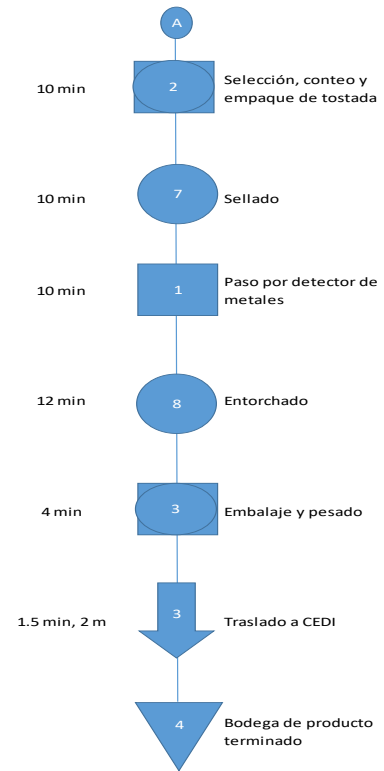 A
10 min
2
Selección, conteo y
empaque de tostada
10 min
7
Sellado
10 min
1
Paso por detector de
metales
12 min
8
Entorchado
4 min
3
Embalaje y pesado
1.5 min, 2 m
3
Traslado a CEDI
4
Bodega de producto
terminado